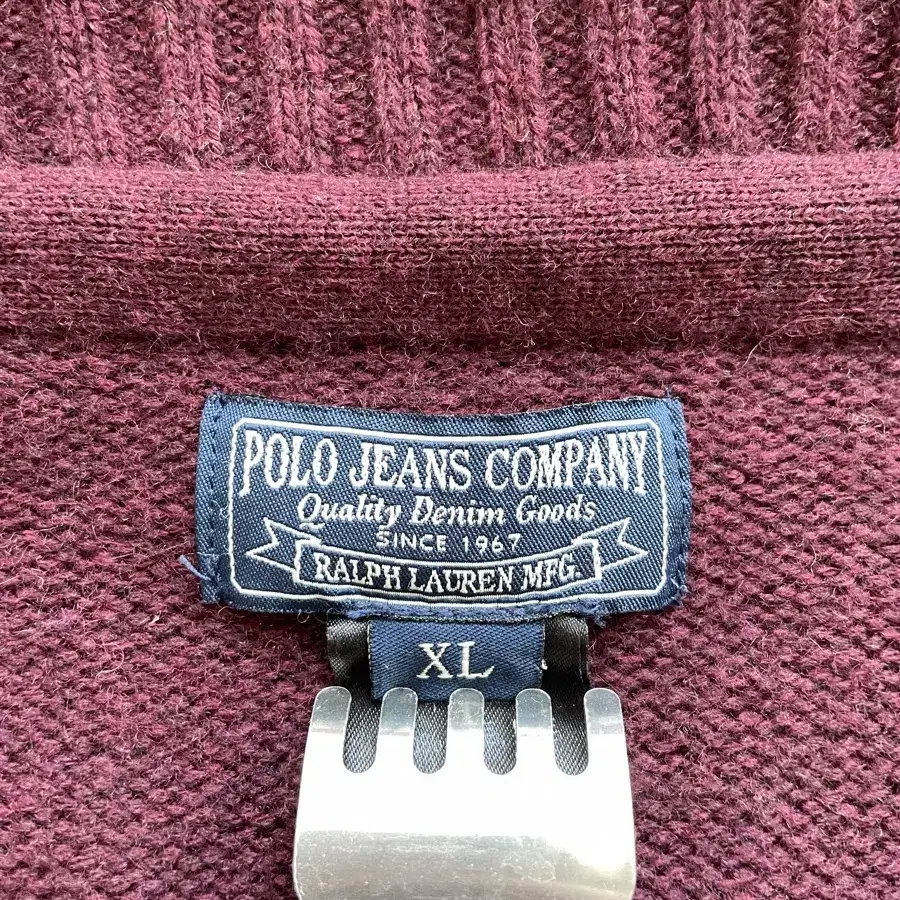 POLO JEANS COMPANY
Quality Denim Goods
SINCE 1967
RALPH LAUREN MFG.
XL